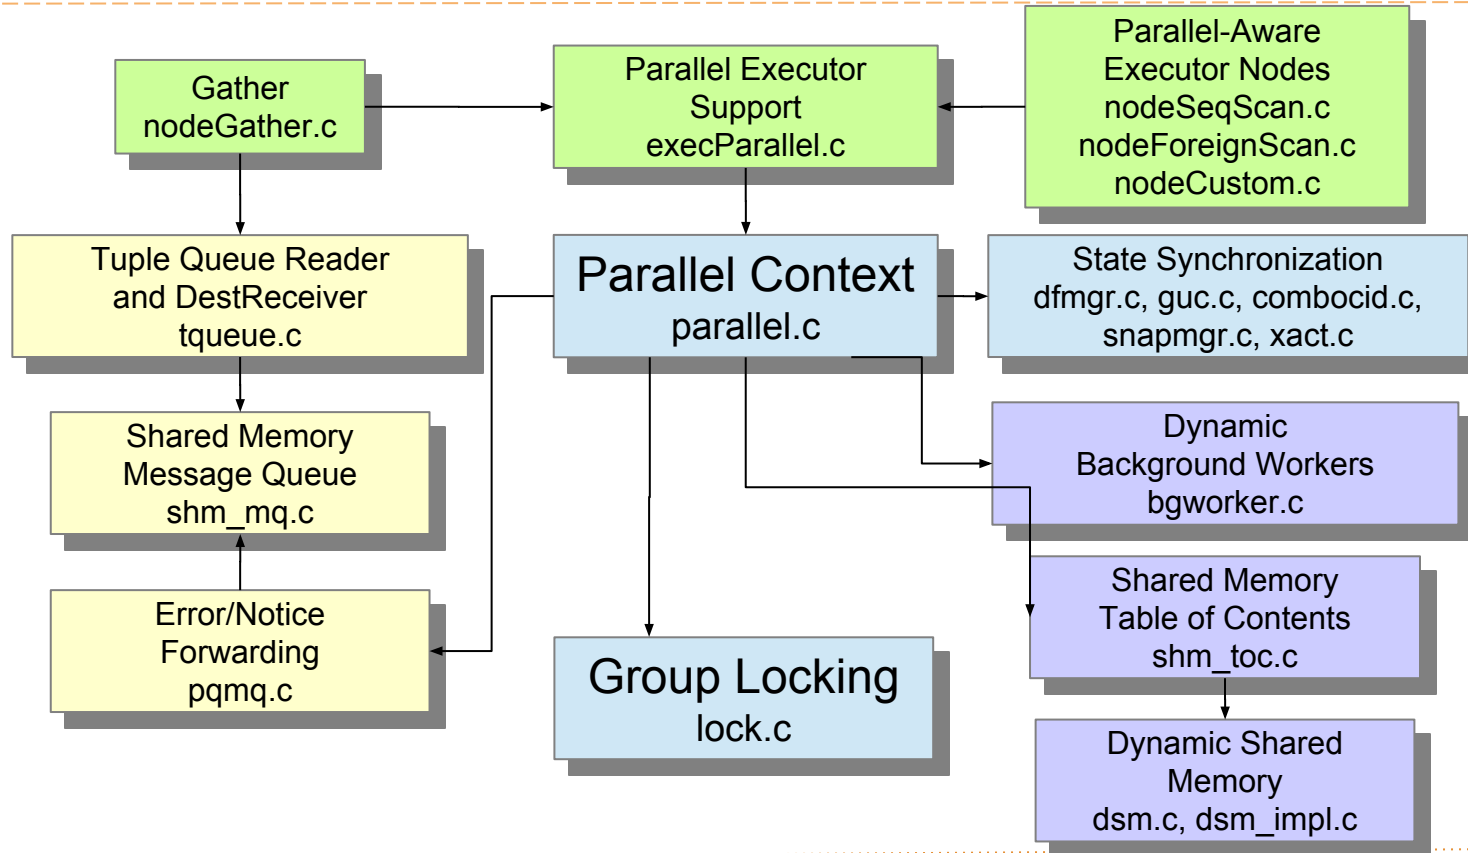 Gather
nodeGather.c
Parallel Executor
Support
execParallel.c
Parallel-Aware
Executor Nodes
nodeSeqScan.c
nodeForeignScan.c
nodeCustom.c
Tuple Queue Reader
and DestReceiver
tqueue.c
Parallel Context
parallel.c
State Synchronization
dfmgr.c, guc.c, combocid.c,
snapmgr.c, xact.c
Shared Memory
Message Queue
shm_mq.c
Dynamic
Background Workers
bgworker.c
Error/Notice
Forwarding
pqmq.c
Group Locking
lock.c
Shared Memory
Table of Contents
shm_toc.c
Dynamic Shared
Memory
dsm.c, dsm_impl.c